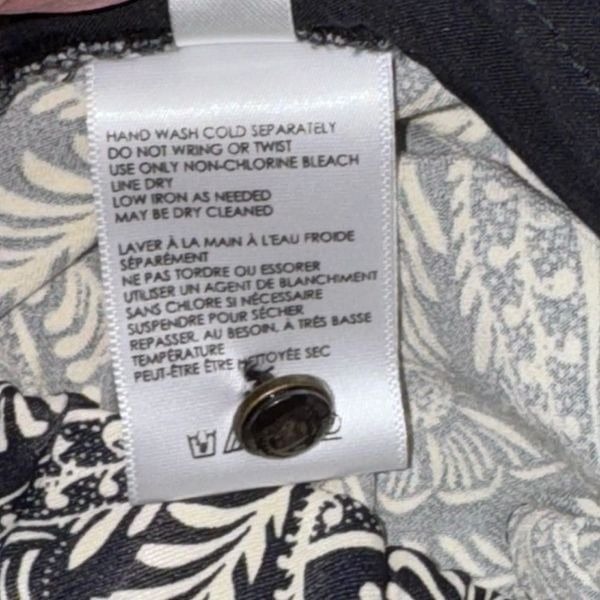 HAND WASH COLD SEPARATELY
DO NOT WRING OR TWIST
USE ONLY NON-CHLORINE BLEACH
LINE DRY
LOW IRON AS NEEDED
MAY BE DRY CLEANED
LAVER À LA MAIN À L'EAU FROIDE
SÉPARÉMENT
NE PAS TORDRE OU ESSORER
UTILISER UN AGENT DE BLANCHIMENT
SANS CHLORE SI NÉCESSAIRE
SUSPENDRE POUR SÉCHER
REPASSER, AU BESOIN, À TRÈS BASSE
TEMPÉRATURE
PEUT-ÊTRE ÊTRE NETTOYÉE SEC